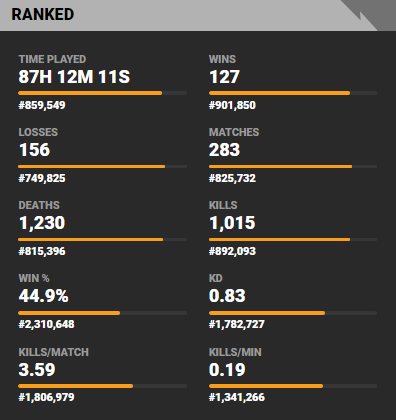 RANKED
TIME PLAYED
87H 12M 11S
#859,549
WINS
127
#901,850
LOSSES
156
#749,825
MATCHES
283
#825,732
DEATHS
1,230
#815,396
KILLS
1,015
#892,093
WIN %
44.9%
#2,310,648
KD
0.83
#1,782,727
KILLS/MATCH
3.59
#1,806,979
KILLS/MIN
0.19
#1,341,266